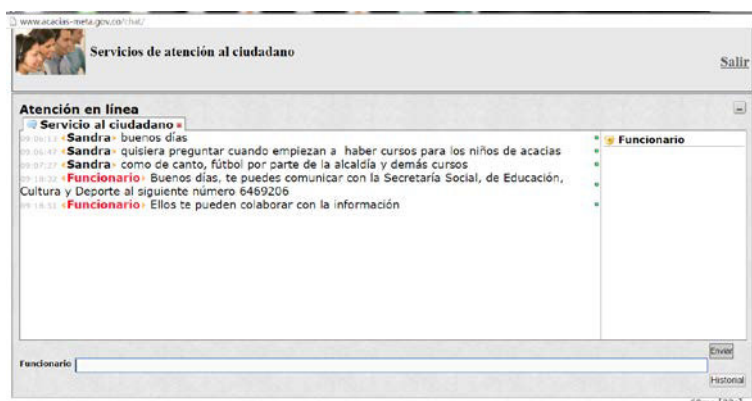 www.acacias-meta.gov.co/chat/
Servicios de atención al ciudadano
Salir
Atención en línea
Servicio al ciudadano
09:06:13 «Sandra» buenos días
09:06:47 «Sandra» quisiera preguntar cuando empiezan a haber cursos para los niños de acacias
09:07:27 «Sandra» como de canto, fútbol por parte de la alcaldía y demás cursos
09:18:32 «Funcionario» Buenos días, te puedes comunicar con la Secretaría Social, de Educación,
Cultura y Deporte al siguiente número 6469206
«Funcionario» Ellos te pueden colaborar con la información
Funcionario
Enviar
Funcionario
Historial